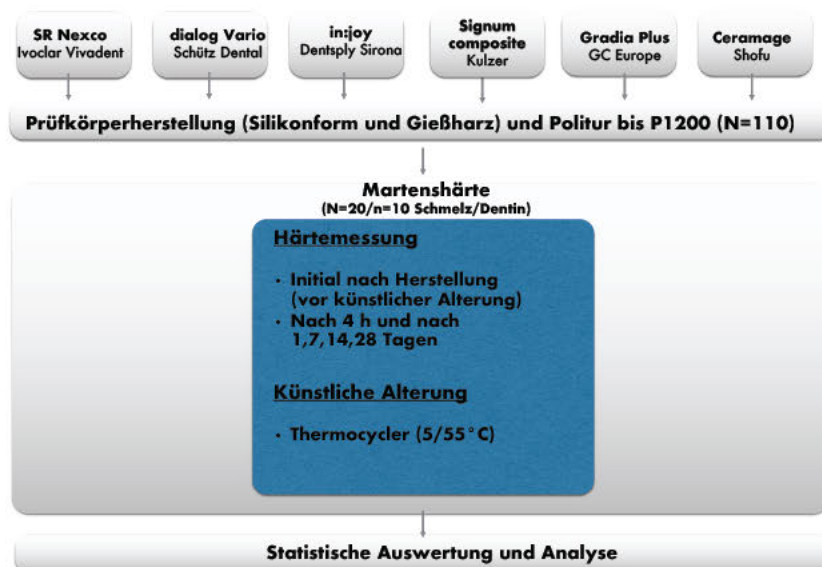 SR Nexco
Ivoclar Vivadent
dialog Vario
Schütz Dental
in:joy
Dentsply Sirona
Signum
composite
Kulzer
Gradia Plus
GC Europe
Ceramage
Shofu
Prüfkörperherstellung (Silikonform und Gießharz) und Politur bis P1200 (N=110)
Martenshärte
(N=20/n=10 Schmelz/Dentin)
Härtemessung
• Initial nach Herstellung
(vor künstlicher Alterung)
• Nach 4 h und nach
1,7,14,28 Tagen
Künstliche Alterung
• Thermocycler (5/55°C)
Statistische Auswertung und Analyse